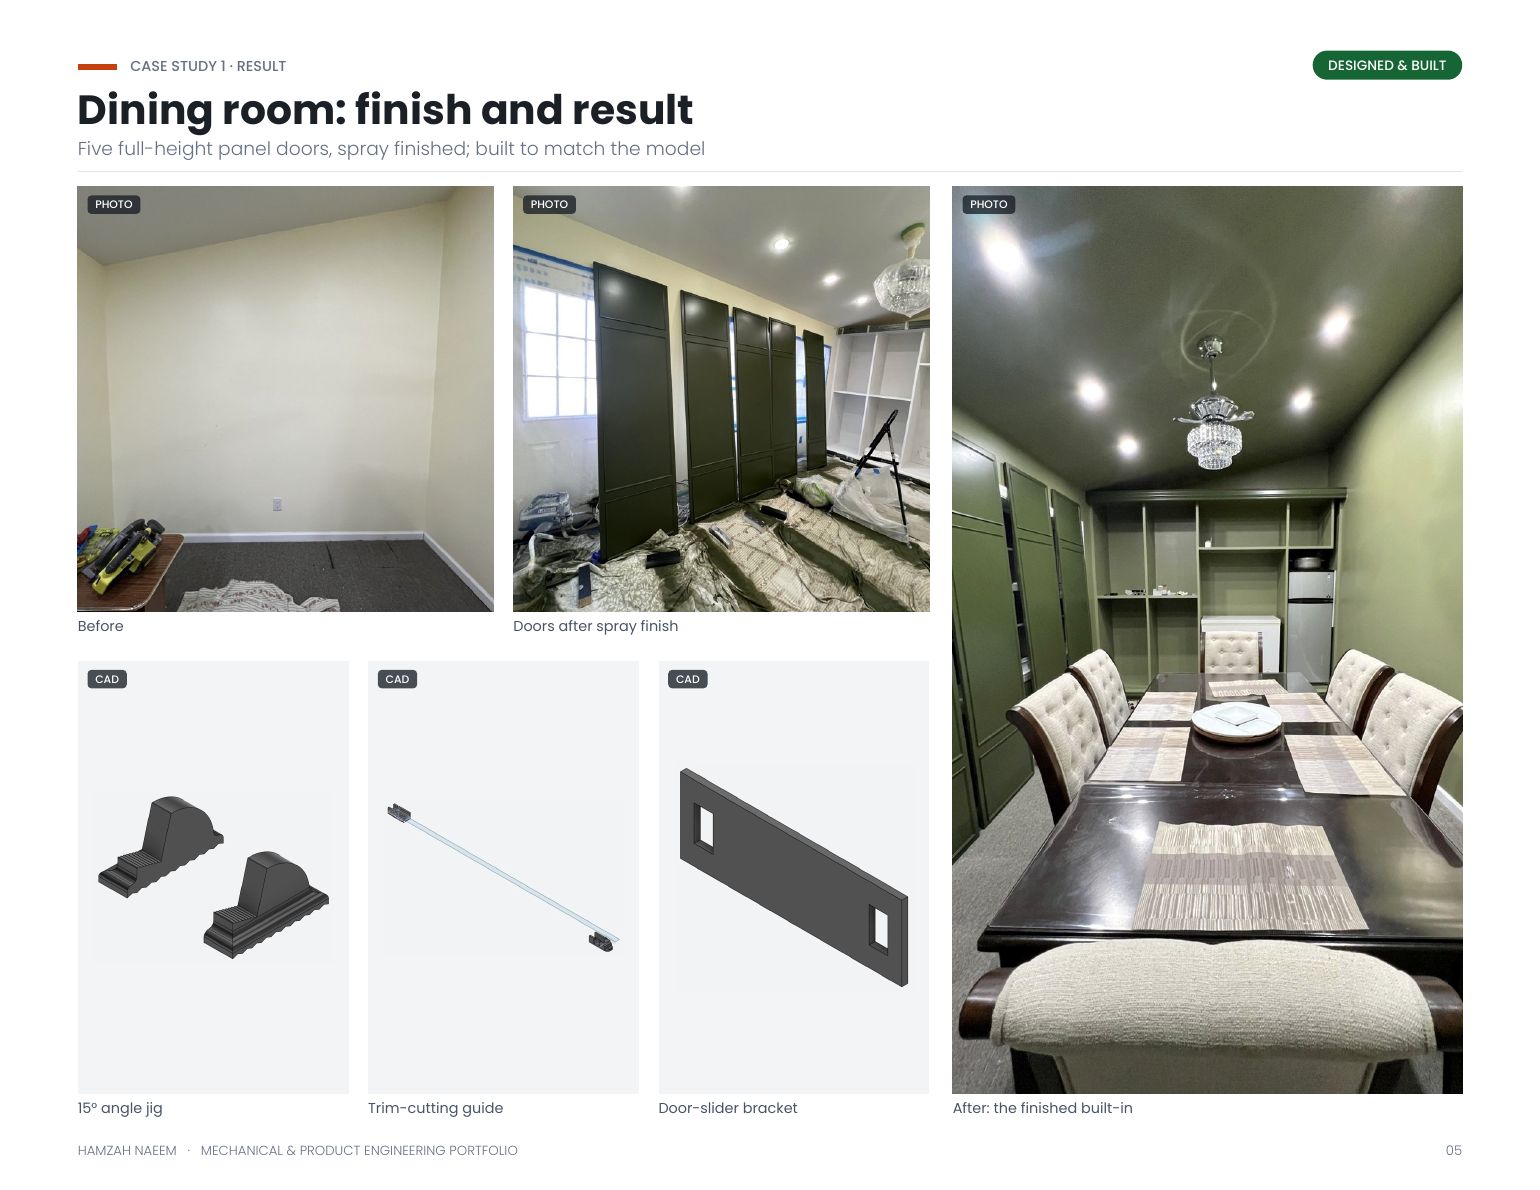 CASE STUDY 1 · RESULT
DESIGNED & BUILT
Dining room: finish and result
Five full-height panel doors, spray finished; built to match the model
PHOTO
PHOTO
PHOTO
Before
Doors after spray finish
CAD
CAD
CAD
15° angle jig
Trim-cutting guide
Door-slider bracket
After: the finished built-in
HAMZAH NAEEM · MECHANICAL & PRODUCT ENGINEERING PORTFOLIO
05